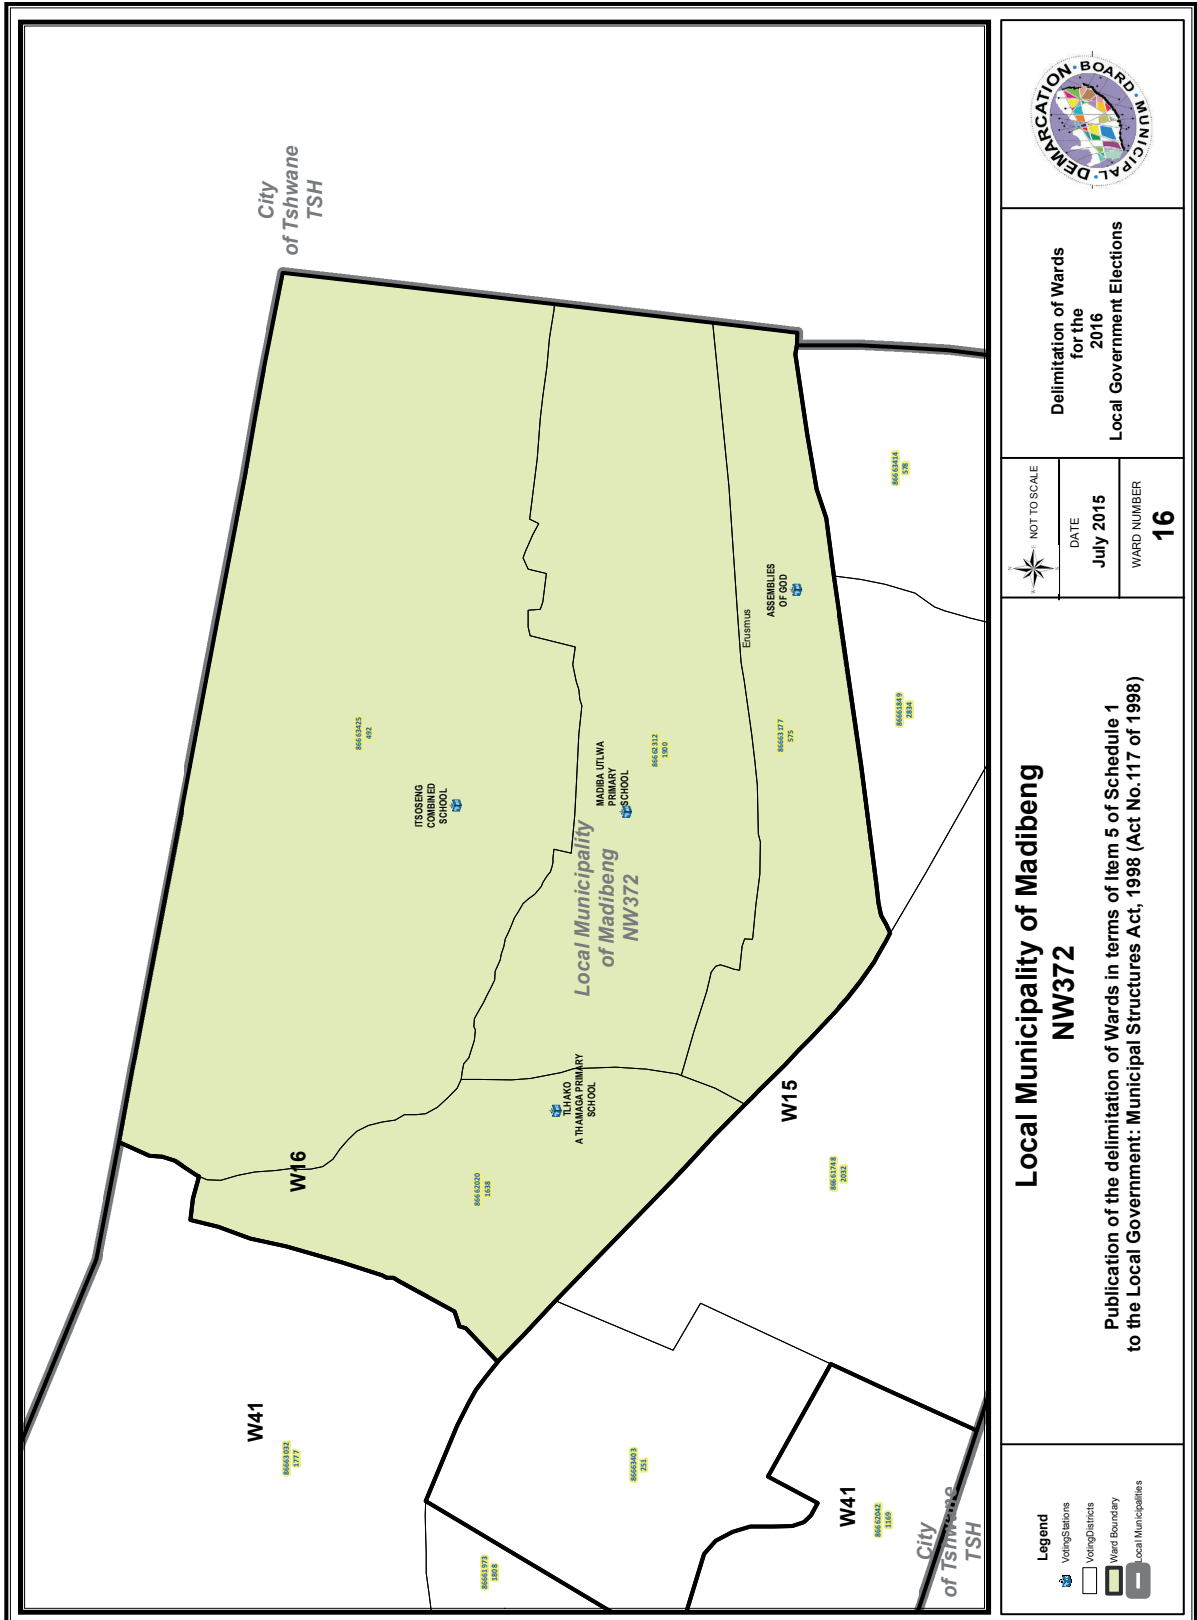 City
of Tshwane
TSH
86663425
492
ITSOSENG
COMBINED
SCHOOL
MADIBA UTLWA
PRIMARY
SCHOOL
86662312
1900
Erusmus
ASSEMBLIES
OF GOD
86663177
575
86663414
578
86661849
2834
Local Municipality
of Madibeng
NW372
TLHAKO
A THAMAGA PRIMARY
SCHOOL
W16
86662020
1638
W15
86661748
2032
W41
86663032
1777
86661973
1808
86663403
251
W41
86662042
1169
City
of Tshwane
TSH
Legend
VotingStations
VotingDistricts
Ward Boundary
Local Municipalities
Local Municipality of Madibeng
NW372
Publication of the delimitation of Wards in terms of Item 5 of Schedule 1
to the Local Government: Municipal Structures Act, 1998 (Act No.117 of 1998)
NOT TO SCALE
DATE
July 2015
WARD NUMBER
16
Delimitation of Wards
for the
2016
Local Government Elections
MUNICIPAL · DEMARCATION · BOARD